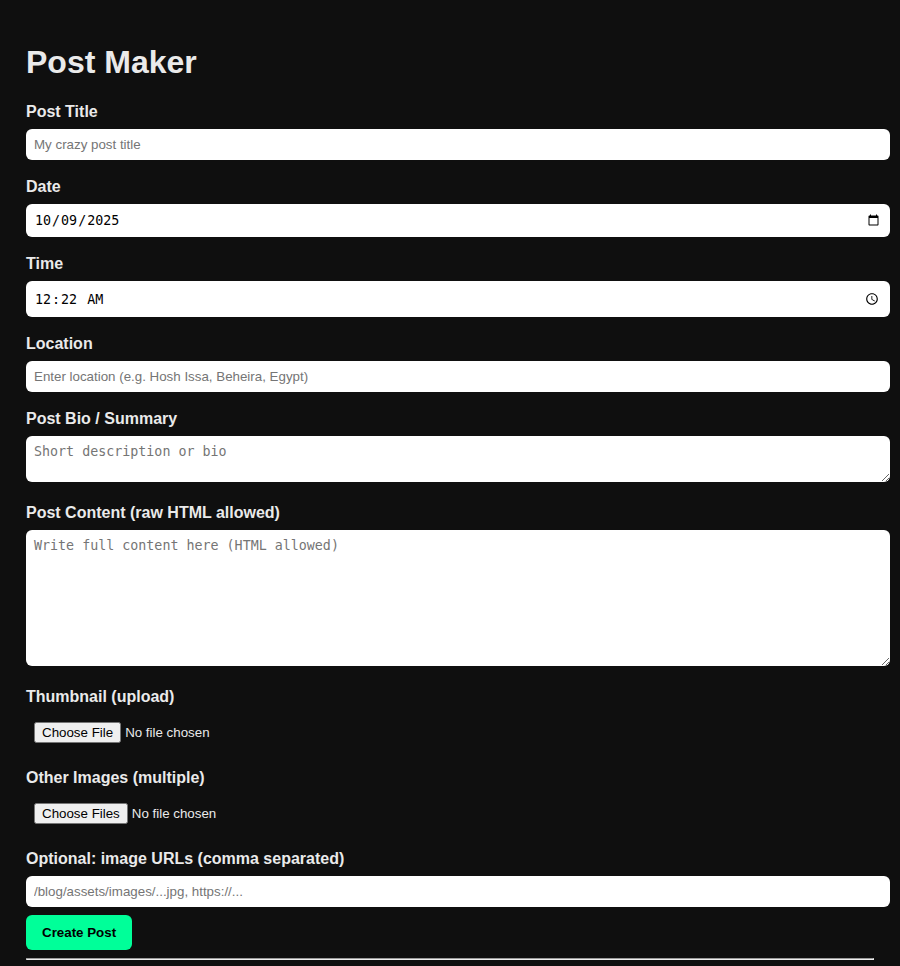 Post Maker
Post Title
My crazy post title
Date
10/09/2025
Time
12:22 AM
Location
Enter location (e.g. Hosh Issa, Beheira, Egypt)
Post Bio / Summary
Short description or bio
Post Content (raw HTML allowed)
Write full content here (HTML allowed)
Thumbnail (upload)
Choose File No file chosen
Other Images (multiple)
Choose Files No file chosen
Optional: image URLs (comma separated)
/blog/assets/images/...jpg, https://...
Create Post